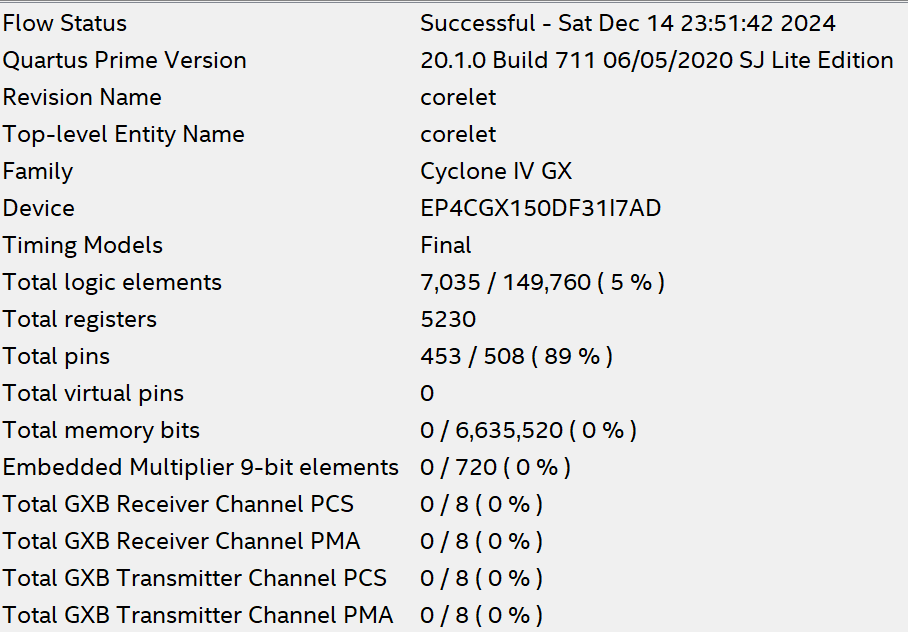 Flow Status Successful - Sat Dec 14 23:51:42 2024
Quartus Prime Version 20.1.0 Build 711 06/05/2020 SJ Lite Edition
Revision Name corelet
Top-level Entity Name corelet
Family Cyclone IV GX
Device EP4CGX150DF31I7AD
Timing Models Final
Total logic elements 7,035 / 149,760 ( 5 % )
Total registers 5230
Total pins 453 / 508 ( 89 % )
Total virtual pins 0
Total memory bits 0 / 6,635,520 ( 0 % )
Embedded Multiplier 9-bit elements 0 / 720 ( 0 % )
Total GXB Receiver Channel PCS 0 / 8 ( 0 % )
Total GXB Receiver Channel PMA 0 / 8 ( 0 % )
Total GXB Transmitter Channel PCS 0 / 8 ( 0 % )
Total GXB Transmitter Channel PMA 0 / 8 ( 0 % )